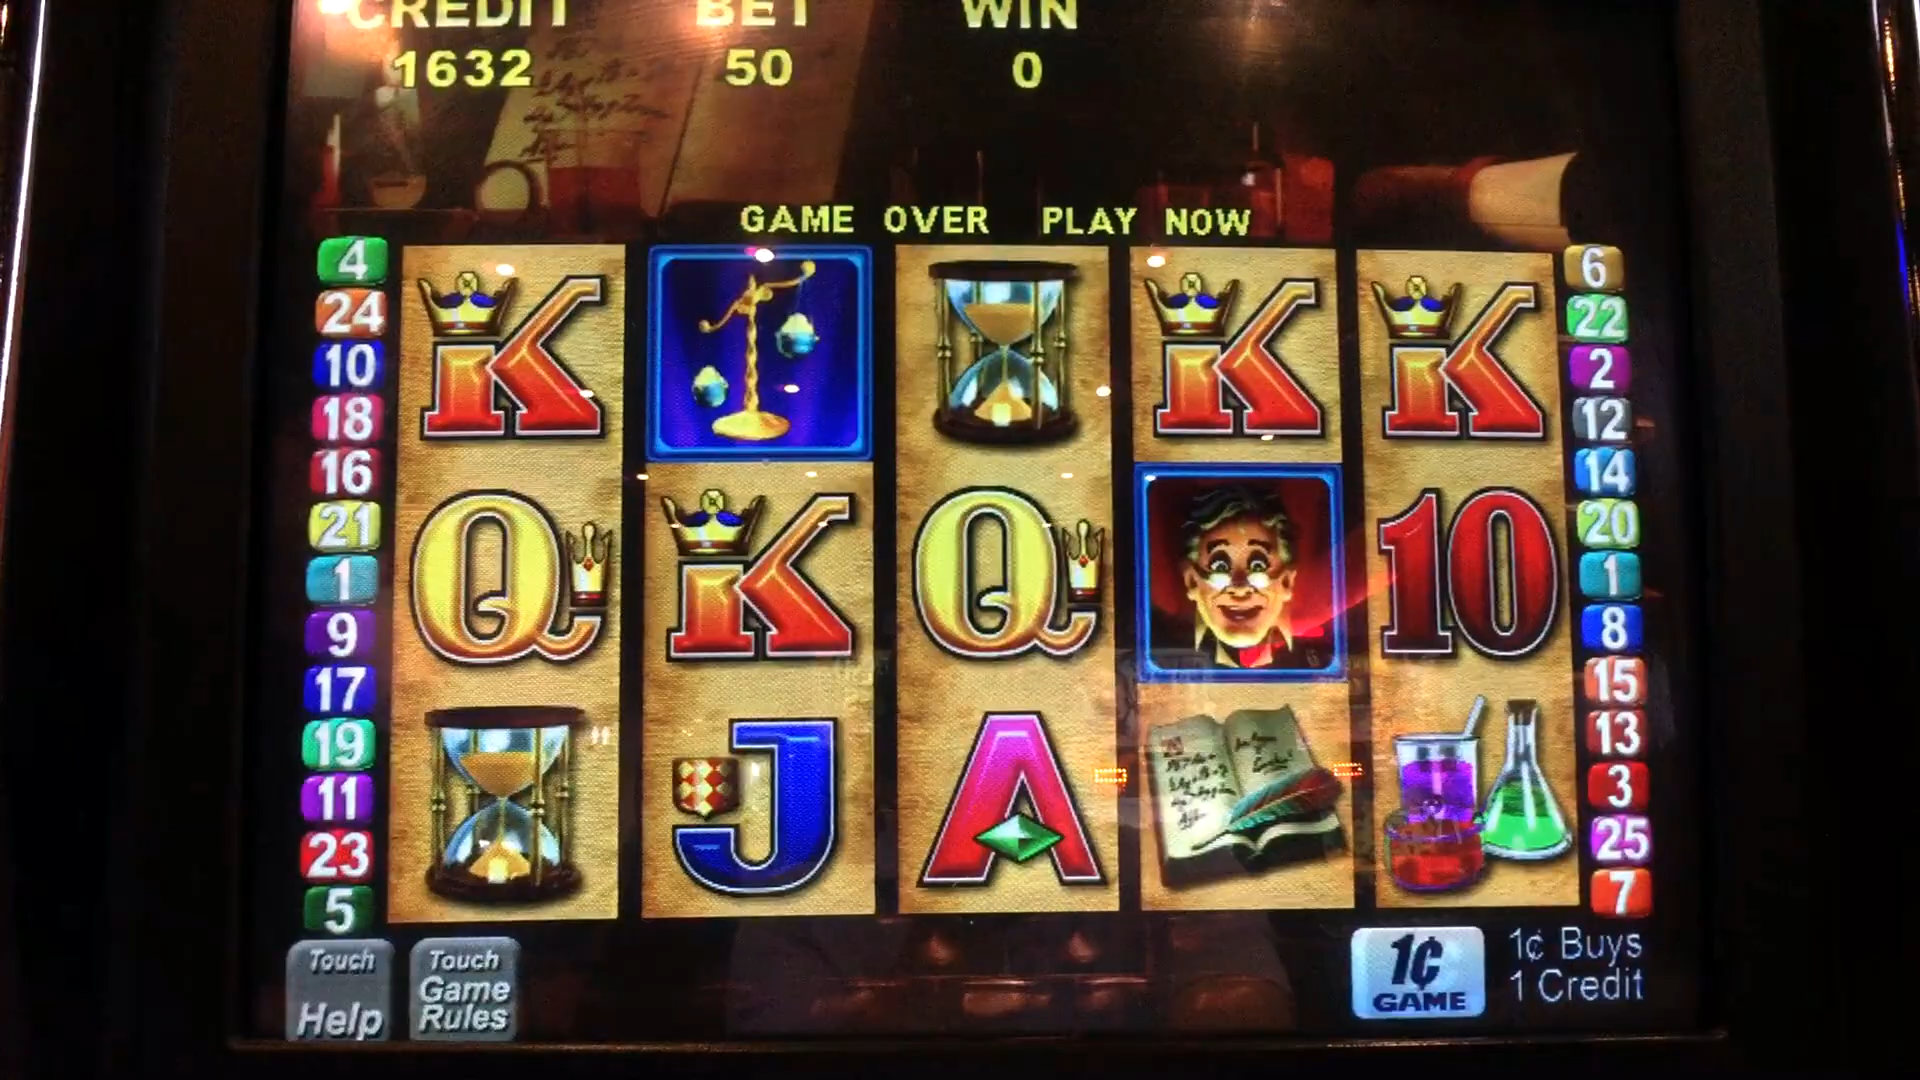 CREDIT BET WIN
1632 50 0
GAME OVER PLAY NOW
4 6
24 22
10 2
18 12
16 14
21 20
1 1
9 8
17 15
19 13
11 3
23 25
5 7
K K K
Q K Q 10
J A
Touch Help
Touch Game Rules
1¢ GAME
1¢ Buys
1 Credit